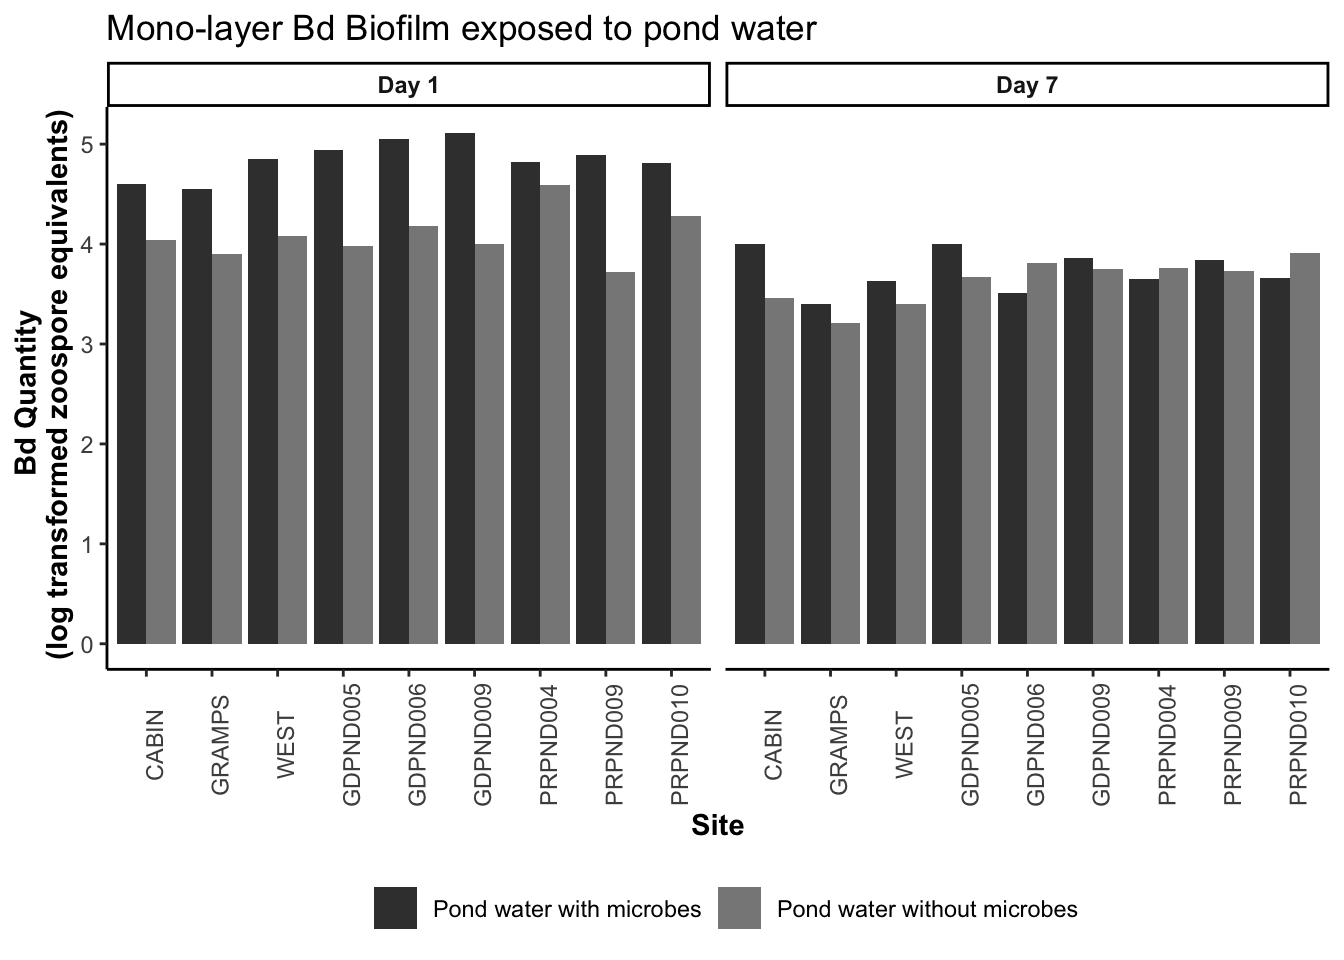 Mono-layer Bd Biofilm exposed to pond water
Day 1
Day 7
Bd Quantity
(log transformed zoospore equivalents)
5
4
3
2
1
0
CABIN
GRAMPS
WEST
GDPND005
GDPND006
GDPND009
PRPND004
PRPND009
PRPND010
CABIN
GRAMPS
WEST
GDPND005
GDPND006
GDPND009
PRPND004
PRPND009
PRPND010
Site
Pond water with microbes
Pond water without microbes